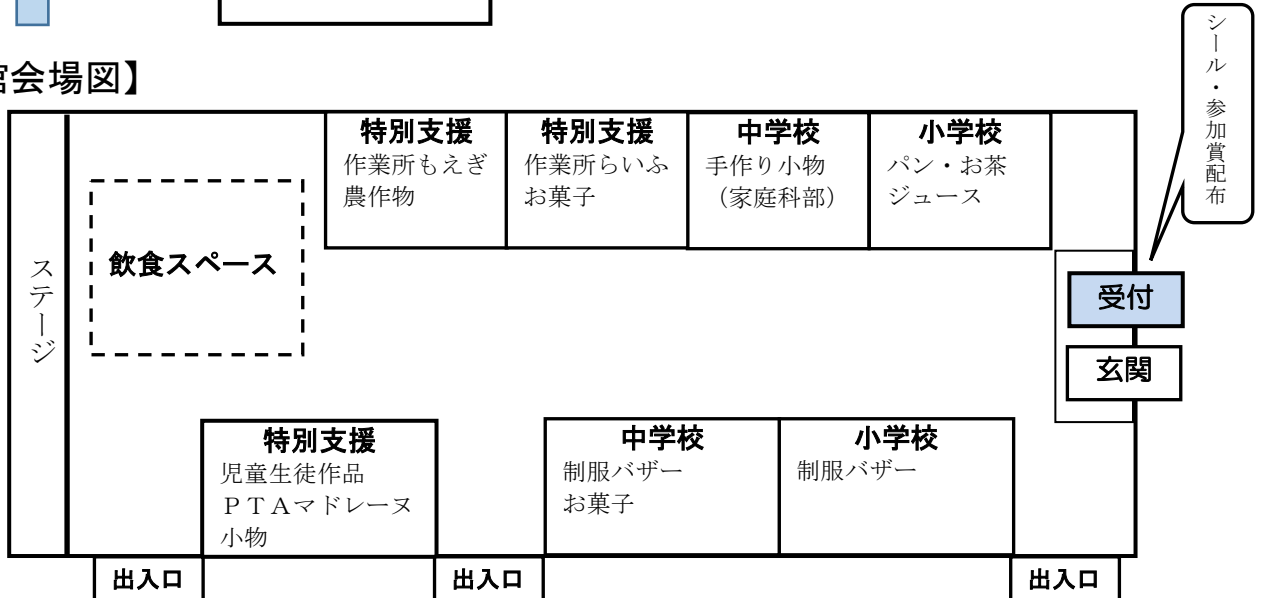 会場図】
シール・参加賞配布
特別支援
作業所もえぎ
農作物
特別支援
作業所らいふ
お菓子
中学校
手作り小物
（家庭科部）
小学校
パン・お茶
ジュース
ステージ
飲食スペース
受付
玄関
特別支援
児童生徒作品
ＰＴＡマドレーヌ
小物
中学校
制服バザー
お菓子
小学校
制服バザー
出入口
出入口
出入口